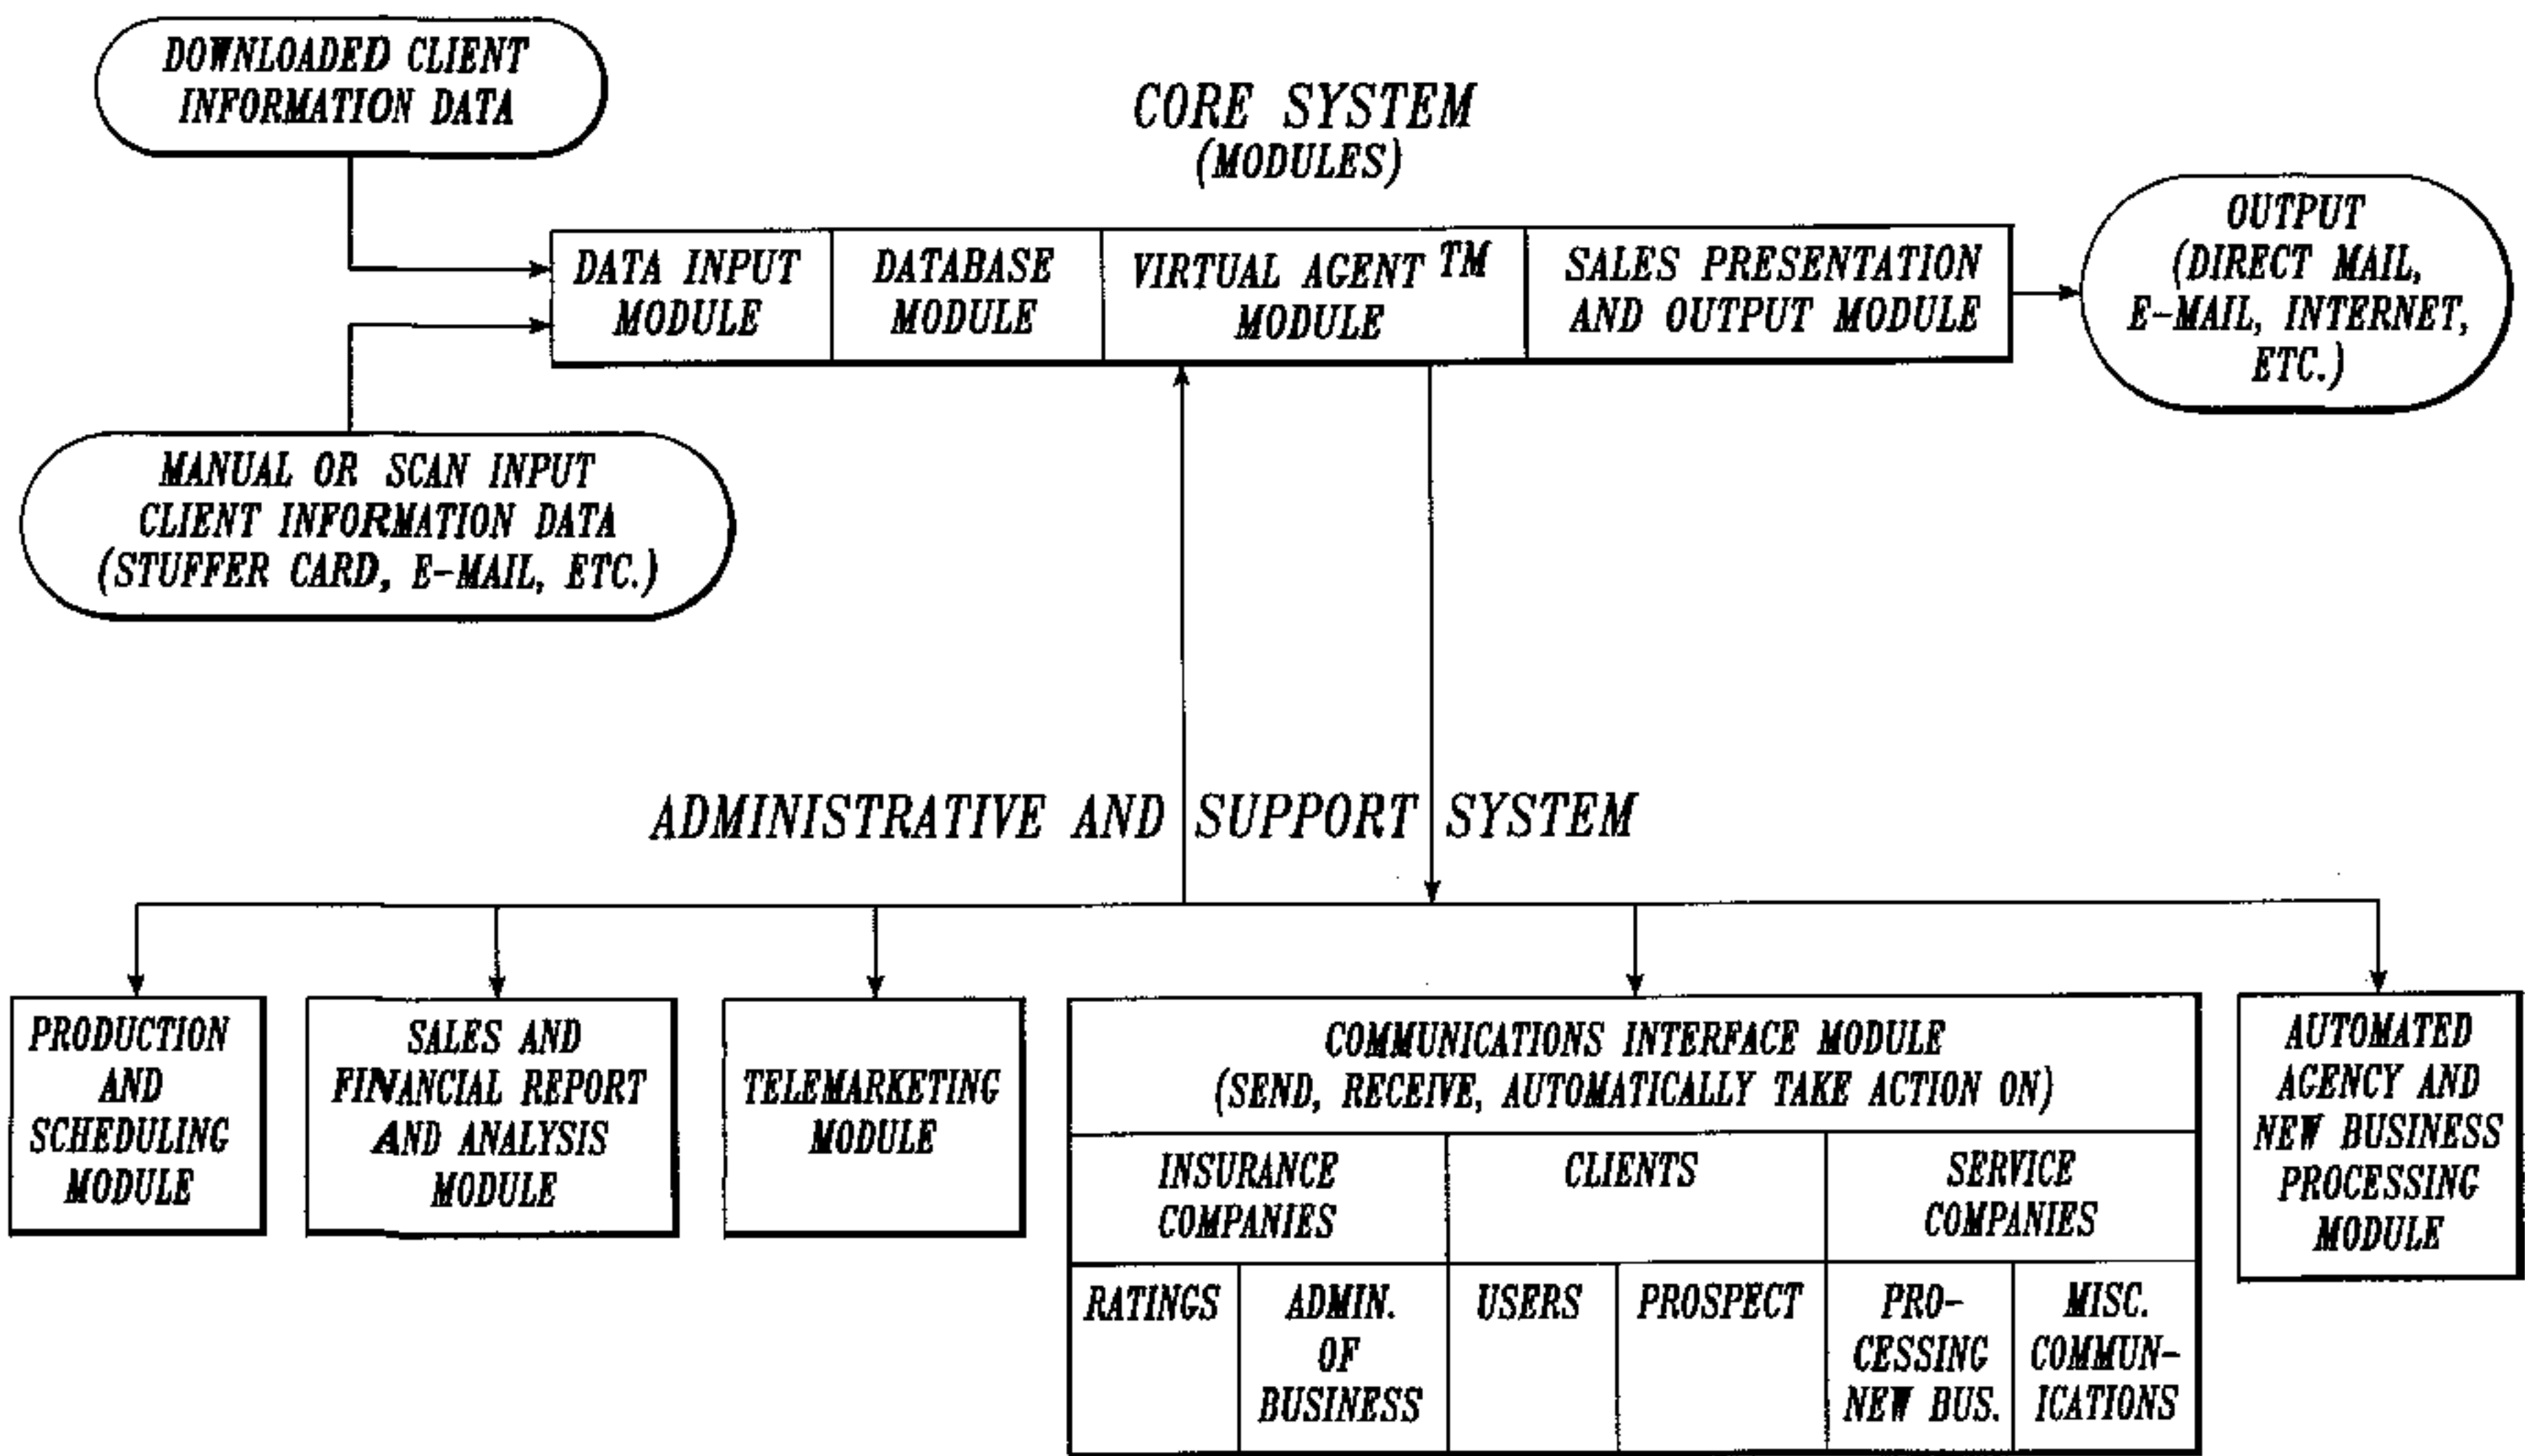 DOWNLOADED CLIENT
INFORMATION DATA
CORE SYSTEM
(MODULES)
DATA INPUT
MODULE
DATABASE
MODULE
VIRTUAL AGENT TM
MODULE
SALES PRESENTATION
AND OUTPUT MODULE
OUTPUT
(DIRECT MAIL,
E-MAIL, INTERNET,
ETC.)
MANUAL OR SCAN INPUT
CLIENT INFORMATION DATA
(STUFFER CARD, E-MAIL, ETC.)
ADMINISTRATIVE AND SUPPORT SYSTEM
PRODUCTION
AND
SCHEDULING
MODULE
SALES AND
FINANCIAL REPORT
AND ANALYSIS
MODULE
TELEMARKETING
MODULE
COMMUNICATIONS INTERFACE MODULE
(SEND, RECEIVE, AUTOMATICALLY TAKE ACTION ON)
INSURANCE
COMPANIES
CLIENTS
SERVICE
COMPANIES
RATINGS
ADMIN.
OF
BUSINESS
USERS
PROSPECT
PRO-
CESSING
NEW BUS.
MISC.
COMMUN-
ICATIONS
AUTOMATED
AGENCY AND
NEW BUSINESS
PROCESSING
MODULE